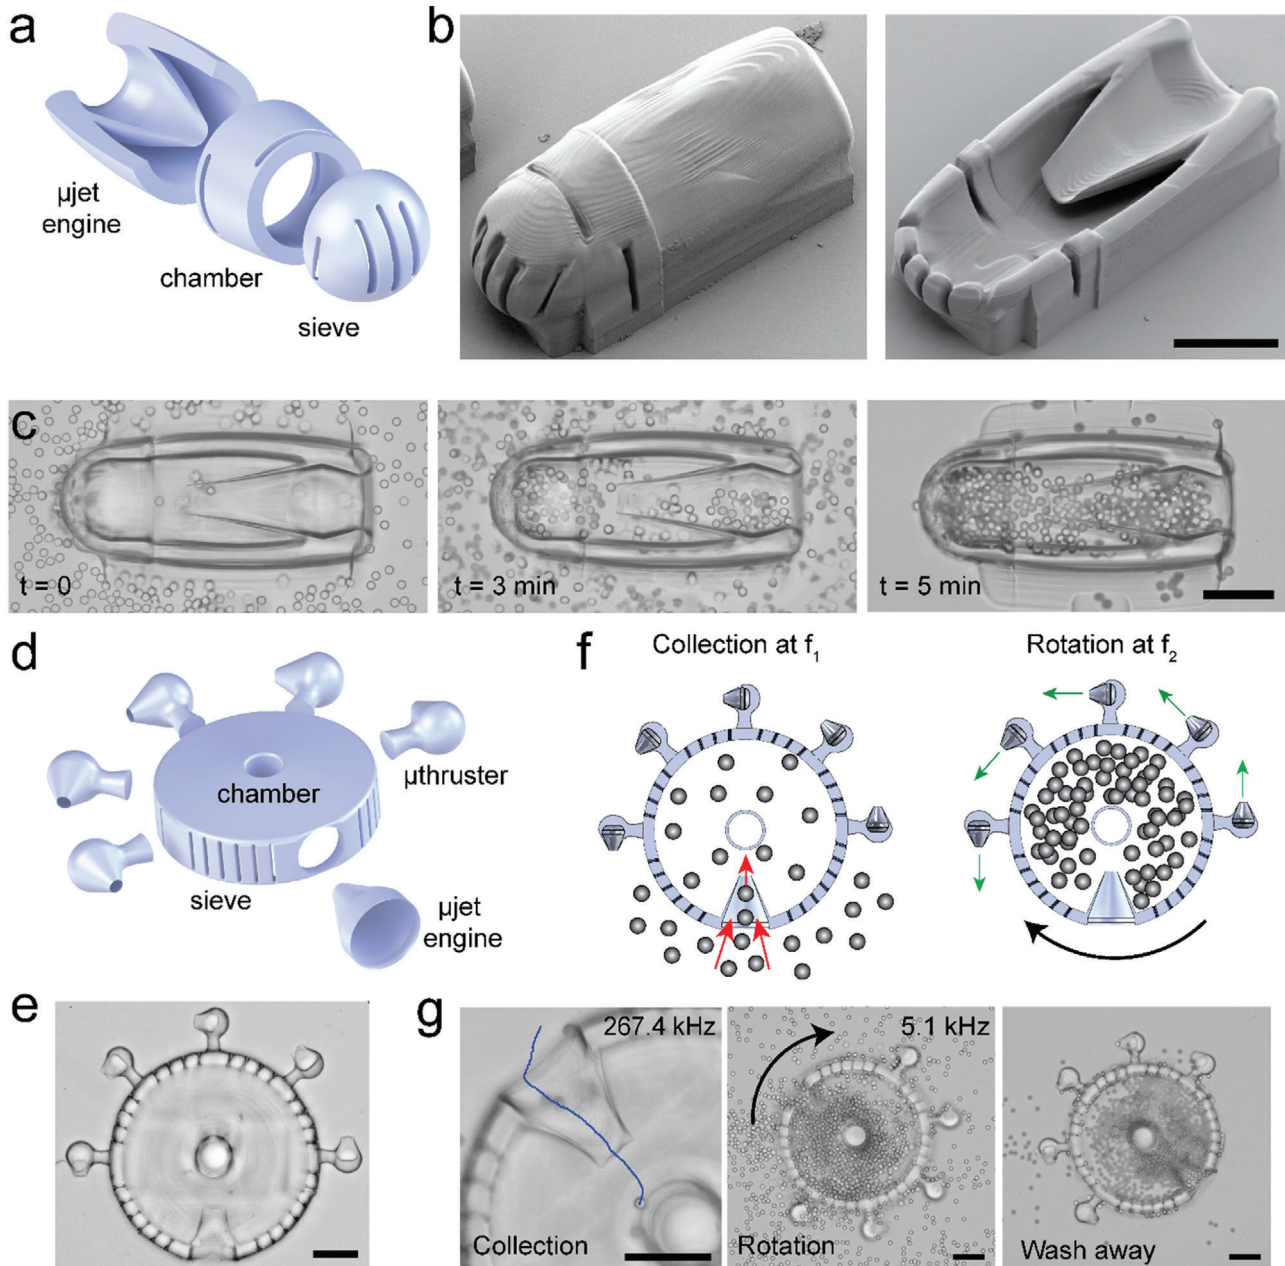 a
μjet
engine
chamber
sieve
b
c
t = 0
t = 3 min
t = 5 min
d
chamber
μthruster
sieve
μjet
engine
f
Collection at f₁
Rotation at f₂
e
g
267.4 kHz
Collection
5.1 kHz
Rotation
Wash away